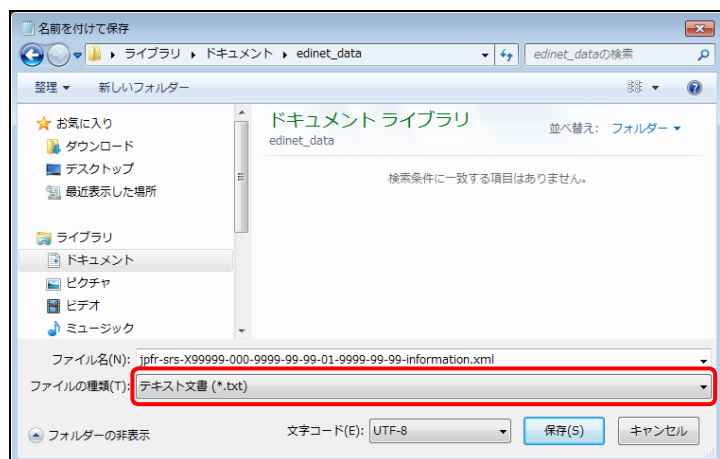 名前を付けて保存
ライブラリ ドキュメント edinet_data
edinet_dataの検索
整理 新しいフォルダー
お気に入り
ダウンロード
デスクトップ
最近表示した場所
ライブラリ
ドキュメント
ピクチャ
ビデオ
ミュージック
ドキュメント ライブラリ
edinet_data
並べ替え: フォルダー
検索条件に一致する項目はありません。
ファイル名(N): jpfr-srs-X99999-000-9999-99-99-01-9999-99-99-information.xml
ファイルの種類(T): テキスト文書 (*.txt)
フォルダーの非表示
文字コード(E): UTF-8
保存(S)
キャンセル